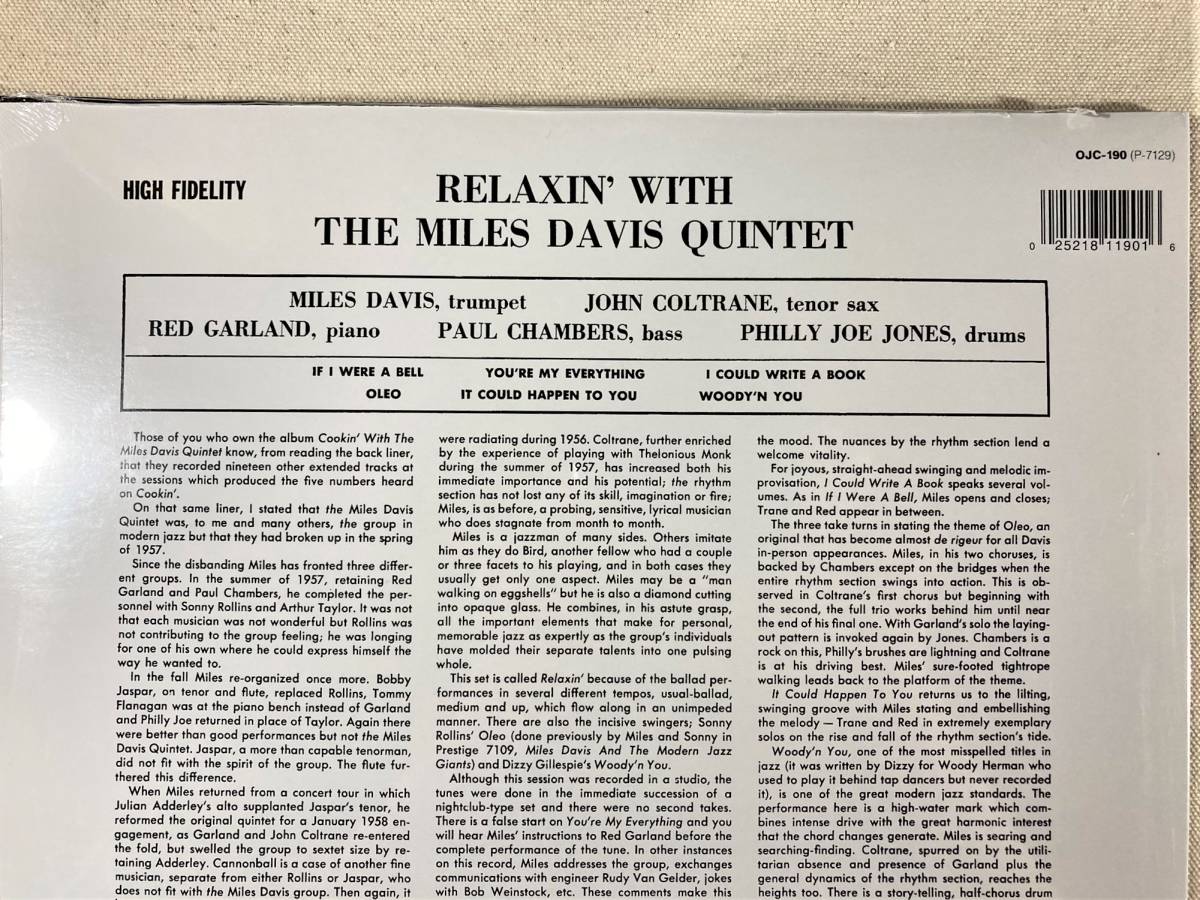 OJC-190 (P-7129)
HIGH FIDELITY
RELAXIN' WITH
THE MILES DAVIS QUINTET
0 25218 11901 6
MILES DAVIS, trumpet JOHN COLTRANE, tenor sax
RED GARLAND, piano PAUL CHAMBERS, bass PHILLY JOE JONES, drums
IF I WERE A BELL YOU'RE MY EVERYTHING I COULD WRITE A BOOK
OLEO IT COULD HAPPEN TO YOU WOODY'N YOU
Those of you who own the album Cookin' With The
Miles Davis Quintet know, from reading the back liner,
that they recorded nineteen other extended tracks at
the sessions which produced the five numbers heard
on Cookin'.
On that same liner, I stated that the Miles Davis
Quintet was, to me and many others, the group in
modern jazz but that they had broken up in the spring
of 1957.
Since the disbanding Miles has fronted three differ-
ent groups. In the summer of 1957, retaining Red
Garland and Paul Chambers, he completed the per-
sonnel with Sonny Rollins and Arthur Taylor. It was not
that each musician was not wonderful but Rollins was
not contributing to the group feeling; he was longing
for one of his own where he could express himself the
way he wanted to.
In the fall Miles re-organized once more. Bobby
Jaspar, on tenor and flute, replaced Rollins, Tommy
Flanagan was at the piano bench instead of Garland
and Philly Joe returned in place of Taylor. Again there
were better than good performances but not the Miles
Davis Quintet. Jaspar, a more than capable tenorman,
did not fit with the spirit of the group. The flute fur-
thered this difference.
When Miles returned from a concert tour in which
Julian Adderley's alto supplanted Jaspar's tenor, he
reformed the original quintet for a January 1958 en-
gagement, as Garland and John Coltrane re-entered
the fold, but swelled the group to sextet size by re-
taining Adderley. Cannonball is a case of another fine
musician, separate from either Rollins or Jaspar, who
does not fit with the Miles Davis group. Then again, it
were radiating during 1956. Coltrane, further enriched
by the experience of playing with Thelonious Monk
during the summer of 1957, has increased both his
immediate importance and his potential; the rhythm
section has not lost any of its skill, imagination or fire;
Miles, is as before, a probing, sensitive, lyrical musician
who does stagnate from month to month.
Miles is a jazzman of many sides. Others imitate
him as they do Bird, another fellow who had a couple
or three facets to his playing, and in both cases they
usually get only one aspect. Miles may be a "man
walking on eggshells" but he is also a diamond cutting
into opaque glass. He combines, in his astute grasp,
all the important elements that make for personal,
memorable jazz as expertly as the group's individuals
have molded their separate talents into one pulsing
whole.
This set is called Relaxin' because of the ballad per-
formances in several different tempos, usual-ballad,
medium and up, which flow along in an unimpeded
manner. There are also the incisive swingers; Sonny
Rollins' Oleo (done previously by Miles and Sonny in
Prestige 7109, Miles Davis And The Modern Jazz
Giants) and Dizzy Gillespie's Woody'n You.
Although this session was recorded in a studio, the
tunes were done in the immediate succession of a
nightclub-type set and there were no second takes.
There is a false start on You're My Everything and you
will hear Miles' instructions to Red Garland before the
complete performance of the tune. In other instances
on this record, Miles addresses the group, exchanges
communications with engineer Rudy Van Gelder, jokes
with Bob Weinstock, etc. These comments make this
the mood. The nuances by the rhythm section lend a
welcome vitality.
For joyous, straight-ahead swinging and melodic im-
provisation, I Could Write A Book speaks several vol-
umes. As in If I Were A Bell, Miles opens and closes;
Trane and Red appear in between.
The three take turns in stating the theme of Oleo, an
original that has become almost de rigeur for all Davis
in-person appearances. Miles, in his two choruses, is
backed by Chambers except on the bridges when the
entire rhythm section swings into action. This is ob-
served in Coltrane's first chorus but beginning with
the second, the full trio works behind him until near
the end of his final one. With Garland's solo the laying-
out pattern is invoked again by Jones. Chambers is a
rock on this, Philly's brushes are lightning and Coltrane
is at his driving best. Miles' sure-footed tightrope
walking leads back to the platform of the theme.
It Could Happen To You returns us to the lilting,
swinging groove with Miles stating and embellishing
the melody — Trane and Red in extremely exemplary
solos on the rise and fall of the rhythm section's tide.
Woody'n You, one of the most misspelled titles in
jazz (it was written by Dizzy for Woody Herman who
used to play it behind tap dancers but never recorded
it), is one of the great modern jazz standards. The
performance here is a high-water mark which com-
bines intense drive with the great harmonic interest
that the chord changes generate. Miles is searing and
searching-finding. Coltrane, spurred on by the utili-
tarian absence and presence of Garland plus the
general dynamics of the rhythm section, reaches the
heights too. There is a story-telling, half-chorus drum